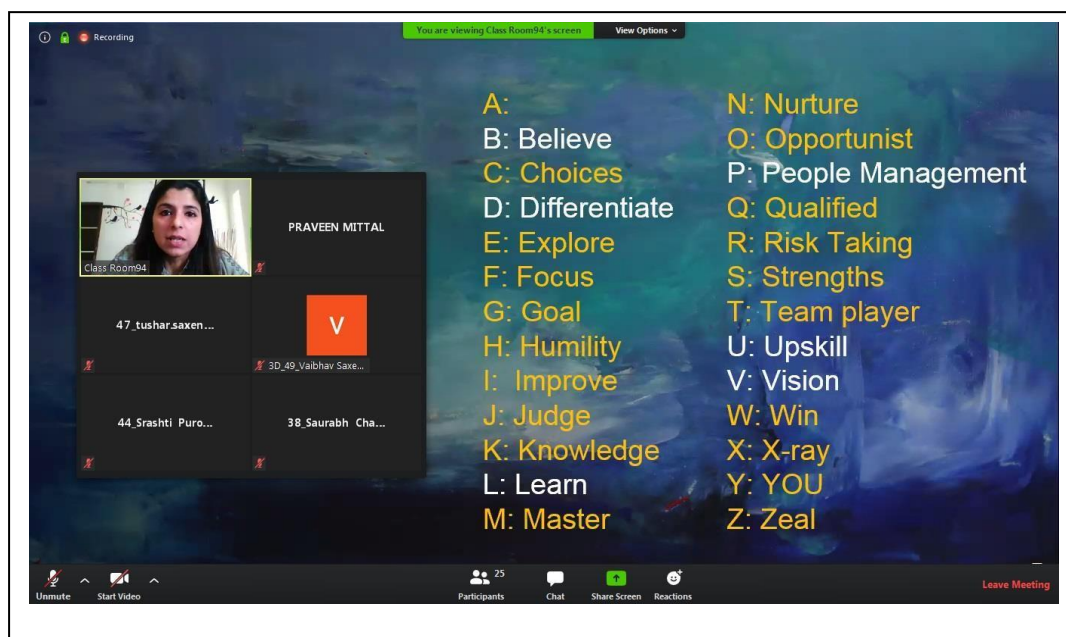 Recording
You are viewing Class Room94's screen
View Options
A:
B: Believe
C: Choices
D: Differentiate
E: Explore
F: Focus
G: Goal
H: Humility
I: Improve
J: Judge
K: Knowledge
L: Learn
M: Master
N: Nurture
O: Opportunist
P: People Management
Q: Qualified
R: Risk Taking
S: Strengths
T: Team player
U: Upskill
V: Vision
W: Win
X: X-ray
Y: YOU
Z: Zeal
Class Room94
PRAVEEN MITTAL
47_tushar.saxen...
V
3D_49_Vaibhav Saxe...
44_Srashti Puro...
38_Saurabh Cha...
Unmute
Start Video
25
Participants
Chat
Share Screen
Reactions
Leave Meeting